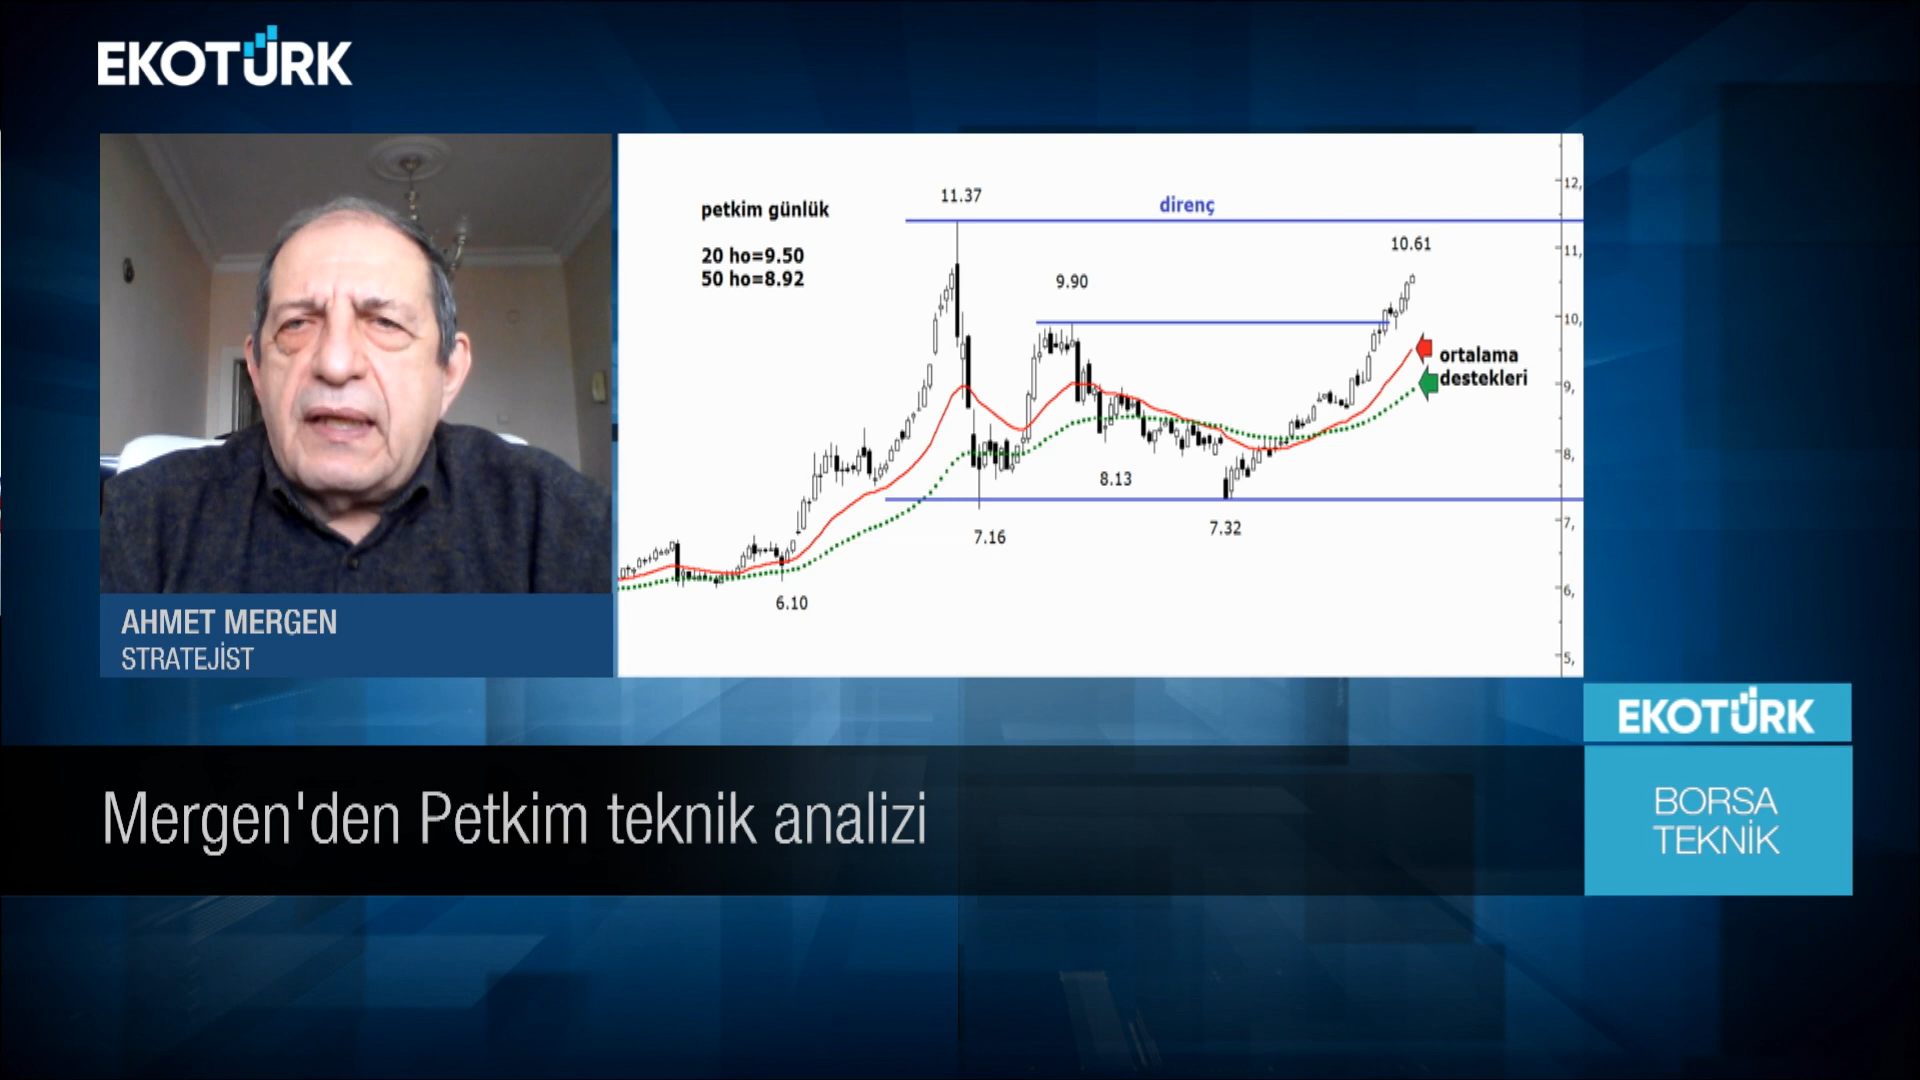 EKOTÜRK
petkim günlük
20 ho=9.50
50 ho=8.92
11.37
direnç
10.61
9.90
ortalama
destekleri
8.13
7.16
7.32
6.10
12,
11,
10,
9,
8,
7,
6,
5,
AHMET MERGEN
STRATEJİST
EKOTÜRK
Mergen'den Petkim teknik analizi
BORSA
TEKNİK